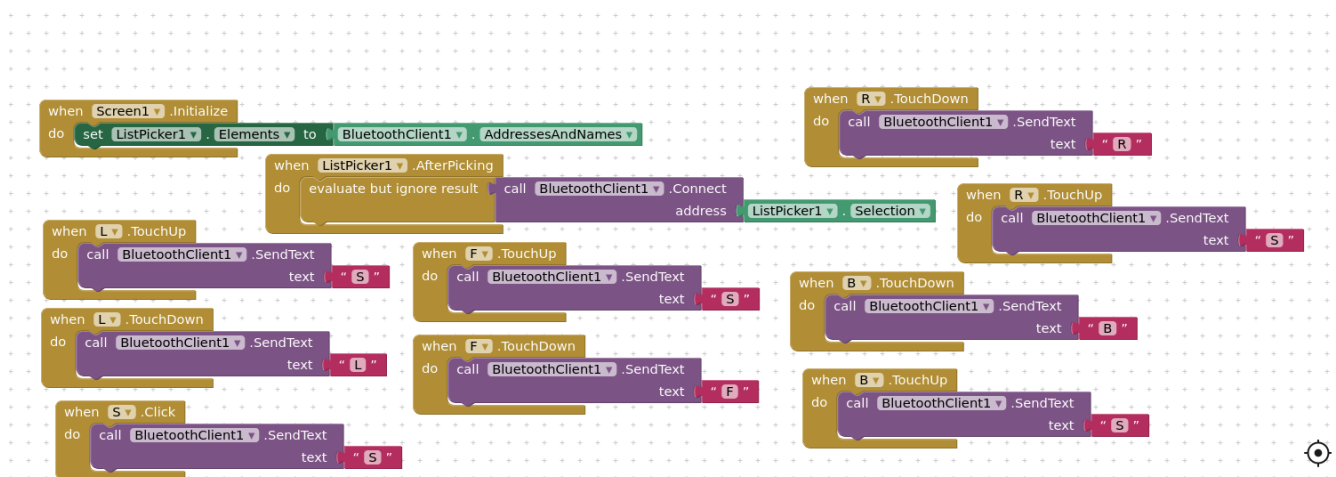 when Screen1 .Initialize
do set ListPicker1 . Elements to BluetoothClient1 . AddressesAndNames
when ListPicker1 .AfterPicking
do evaluate but ignore result call BluetoothClient1 .Connect
address ListPicker1 . Selection
when L .TouchUp
do call BluetoothClient1 .SendText
text “ S ”
when L .TouchDown
do call BluetoothClient1 .SendText
text “ L ”
when S .Click
do call BluetoothClient1 .SendText
text “ S ”
when F .TouchUp
do call BluetoothClient1 .SendText
text “ S ”
when F .TouchDown
do call BluetoothClient1 .SendText
text “ F ”
when R .TouchDown
do call BluetoothClient1 .SendText
text “ R ”
when R .TouchUp
do call BluetoothClient1 .SendText
text “ S ”
when B .TouchDown
do call BluetoothClient1 .SendText
text “ B ”
when B .TouchUp
do call BluetoothClient1 .SendText
text “ S ”